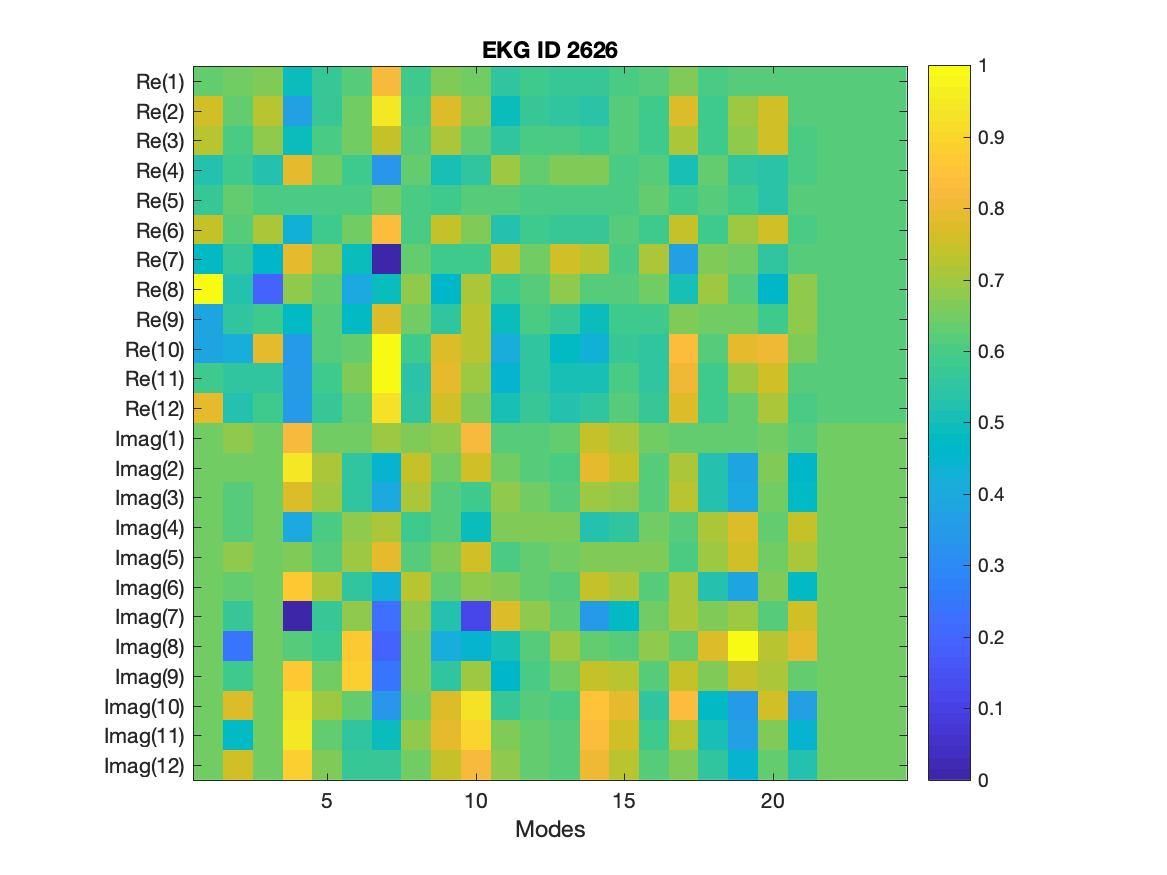 EKG ID 2626
Re(1)
Re(2)
Re(3)
Re(4)
Re(5)
Re(6)
Re(7)
Re(8)
Re(9)
Re(10)
Re(11)
Re(12)
Imag(1)
Imag(2)
Imag(3)
Imag(4)
Imag(5)
Imag(6)
Imag(7)
Imag(8)
Imag(9)
Imag(10)
Imag(11)
Imag(12)
5 10 15 20
Modes
1
0.9
0.8
0.7
0.6
0.5
0.4
0.3
0.2
0.1
0